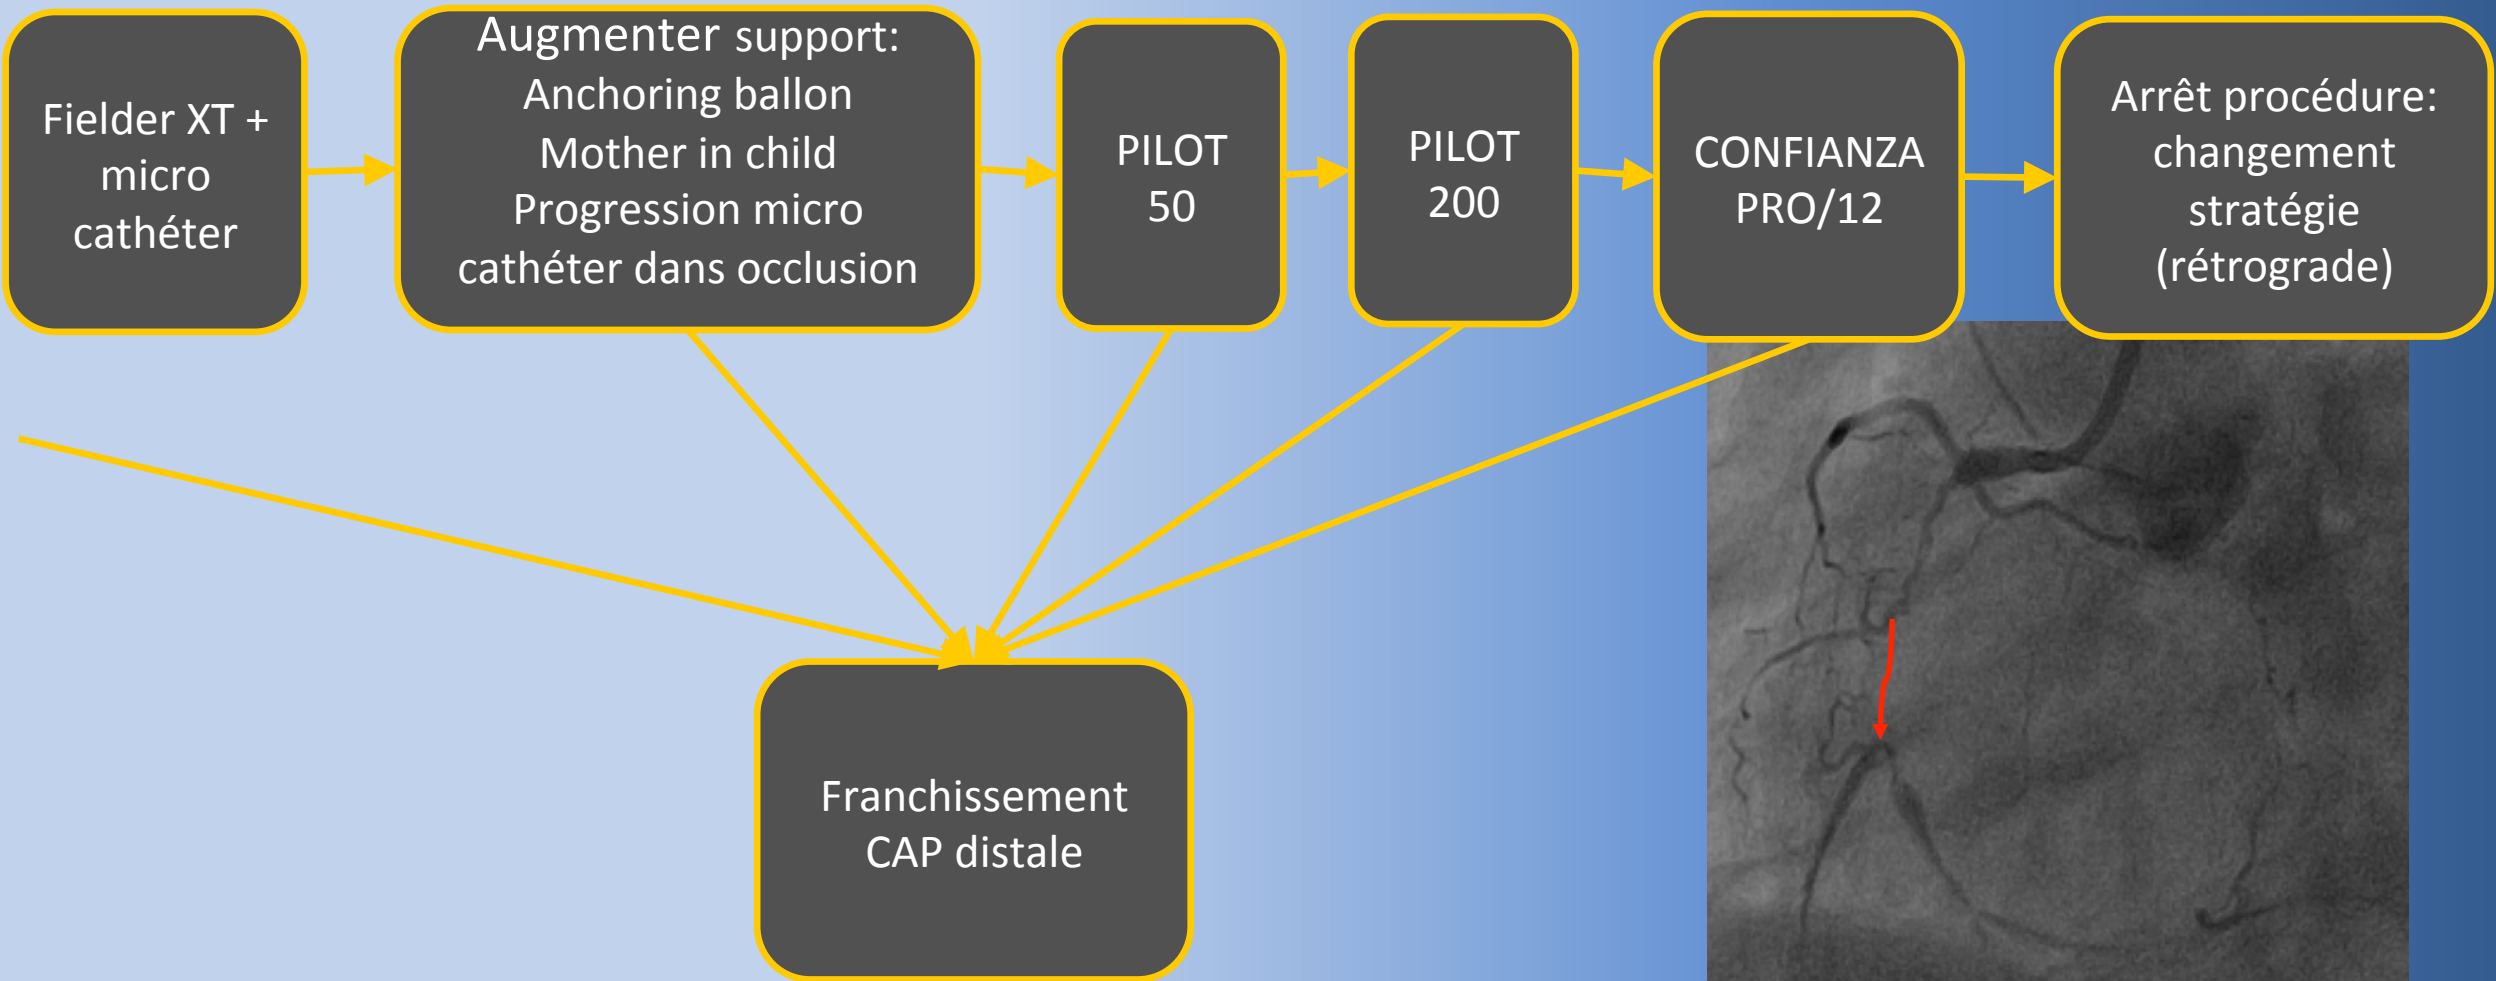 Fielder XT +
micro
cathéter
Augmenter support:
Anchoring ballon
Mother in child
Progression micro
cathéter dans occlusion
PILOT
50
PILOT
200
CONFIANZA
PRO/12
Arrêt procédure:
changement
stratégie
(rétrograde)
Franchissement
CAP distale